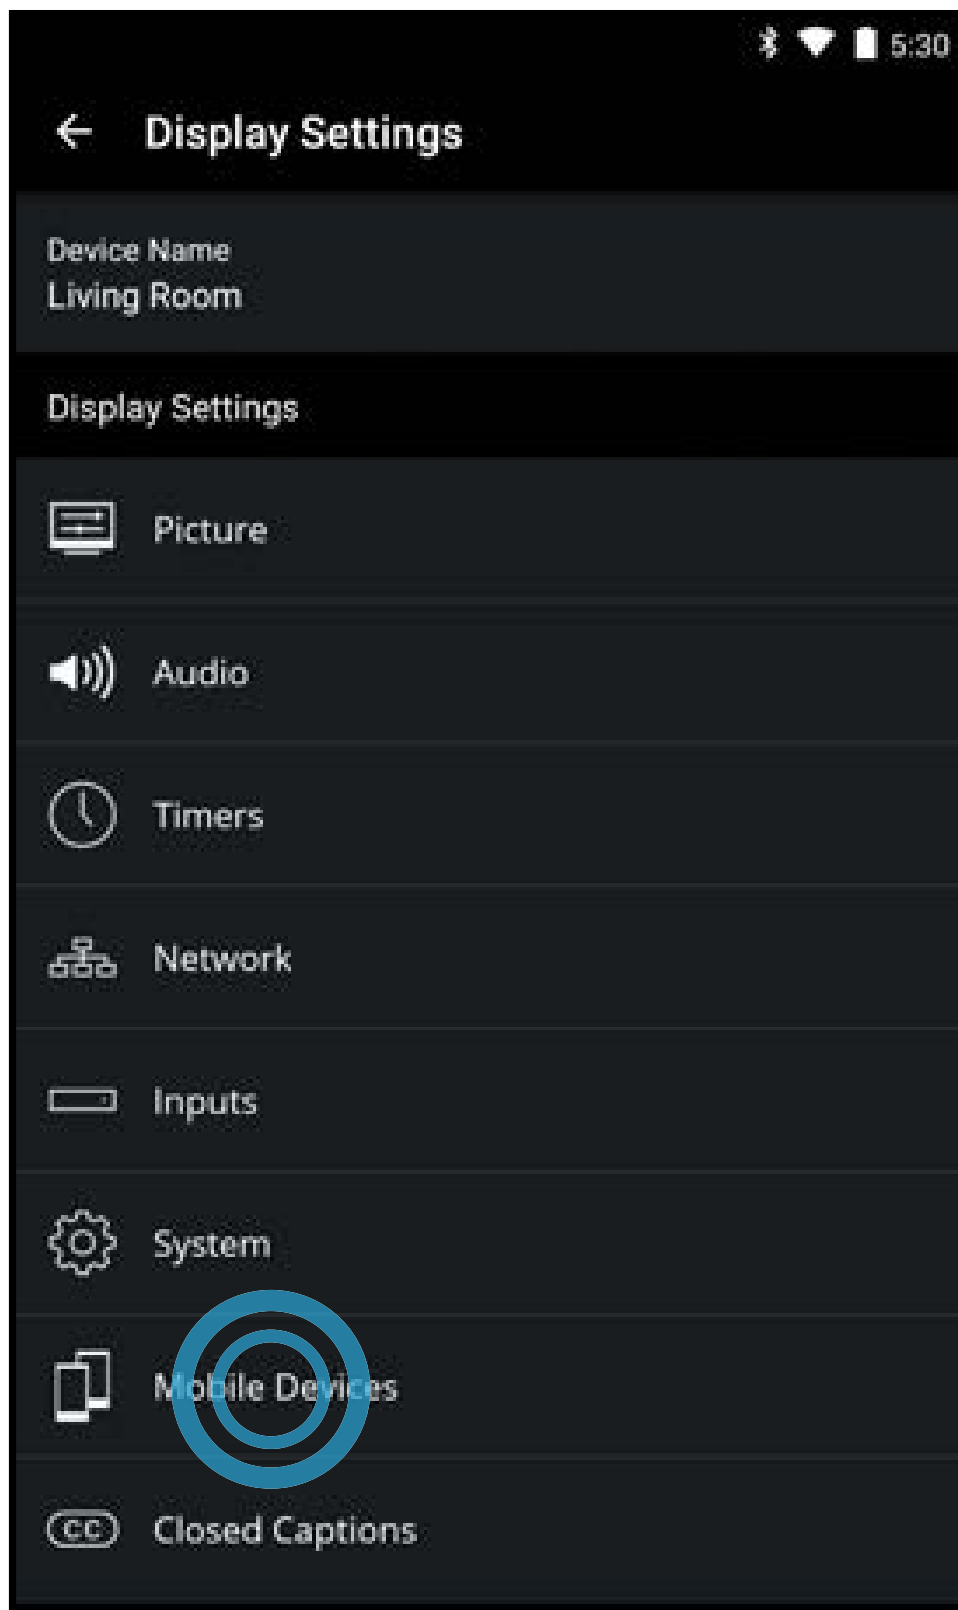 5:30
Display Settings
Device Name
Living Room
Display Settings
Picture
Audio
Timers
Network
Inputs
System
Mobile Devices
CC Closed Captions